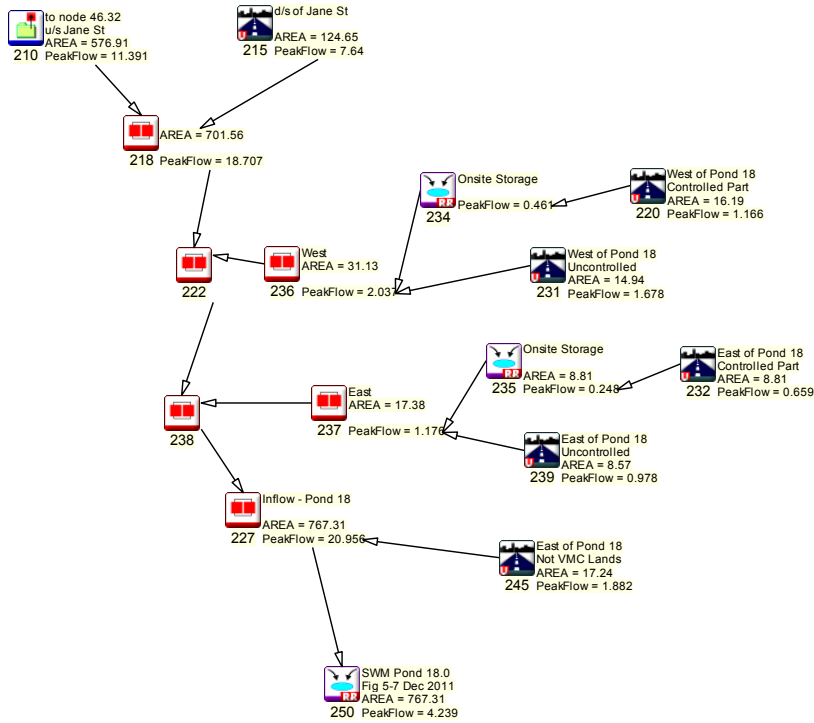 to node 46.32
u/s Jane St
AREA = 576.91
210 PeakFlow = 11.391
d/s of Jane St
U
AREA = 124.65
215 PeakFlow = 7.64
AREA = 701.56
218 PeakFlow = 18.707
Onsite Storage
RR
234 PeakFlow = 0.461
West of Pond 18
Controlled Part
U
AREA = 16.19
220 PeakFlow = 1.166
222
West
AREA = 31.13
236 PeakFlow = 2.037
West of Pond 18
Uncontrolled
U
AREA = 14.94
231 PeakFlow = 1.678
Onsite Storage
RR
AREA = 8.81
235 PeakFlow = 0.248
East of Pond 18
Controlled Part
U
AREA = 8.81
232 PeakFlow = 0.659
238
East
AREA = 17.38
237 PeakFlow = 1.176
East of Pond 18
Uncontrolled
U
AREA = 8.57
239 PeakFlow = 0.978
Inflow - Pond 18
AREA = 767.31
227 PeakFlow = 20.956
East of Pond 18
Not VMC Lands
U
AREA = 17.24
245 PeakFlow = 1.882
SWM Pond 18.0
Fig 5-7 Dec 2011
RR
AREA = 767.31
250 PeakFlow = 4.239